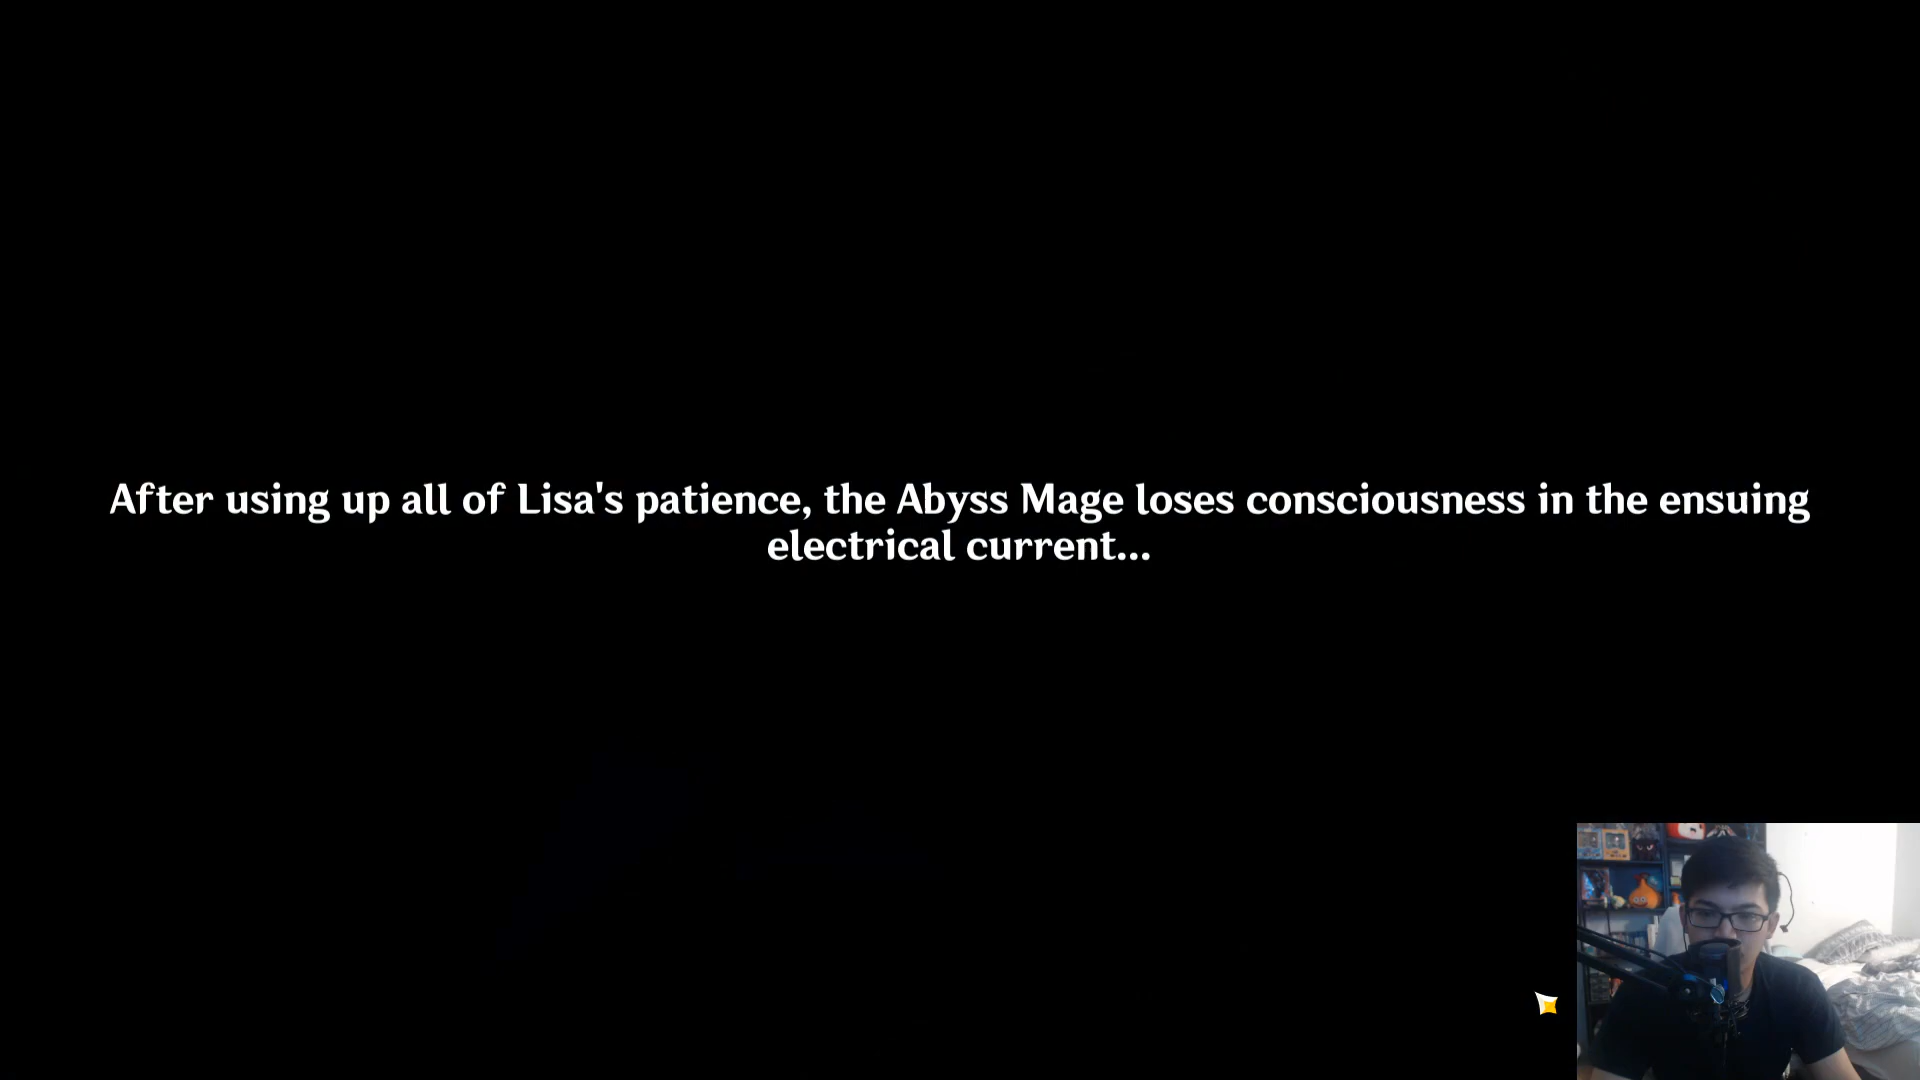 After using up all of Lisa's patience, the Abyss Mage loses consciousness in the ensuing
electrical current...